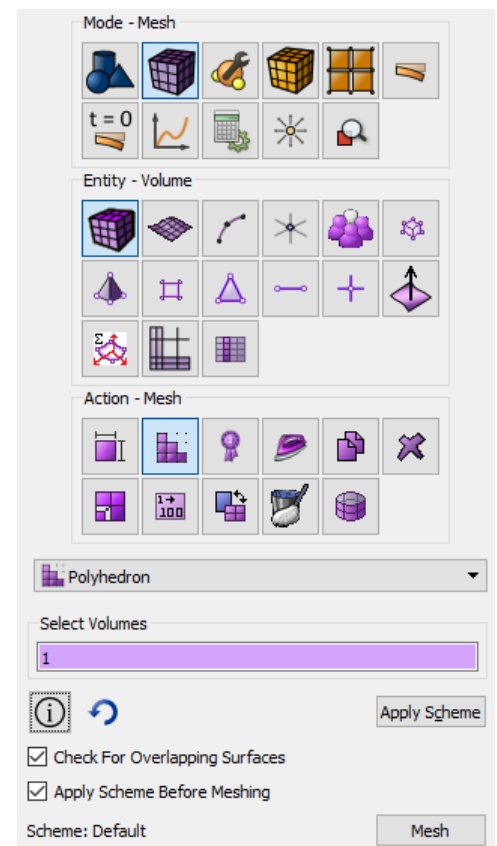 Mode - Mesh
t = 0
Entity - Volume
Σ
Action - Mesh
1
1→
100
Polyhedron
Select Volumes
1
i
Apply Scheme
Check For Overlapping Surfaces
Apply Scheme Before Meshing
Scheme: Default
Mesh